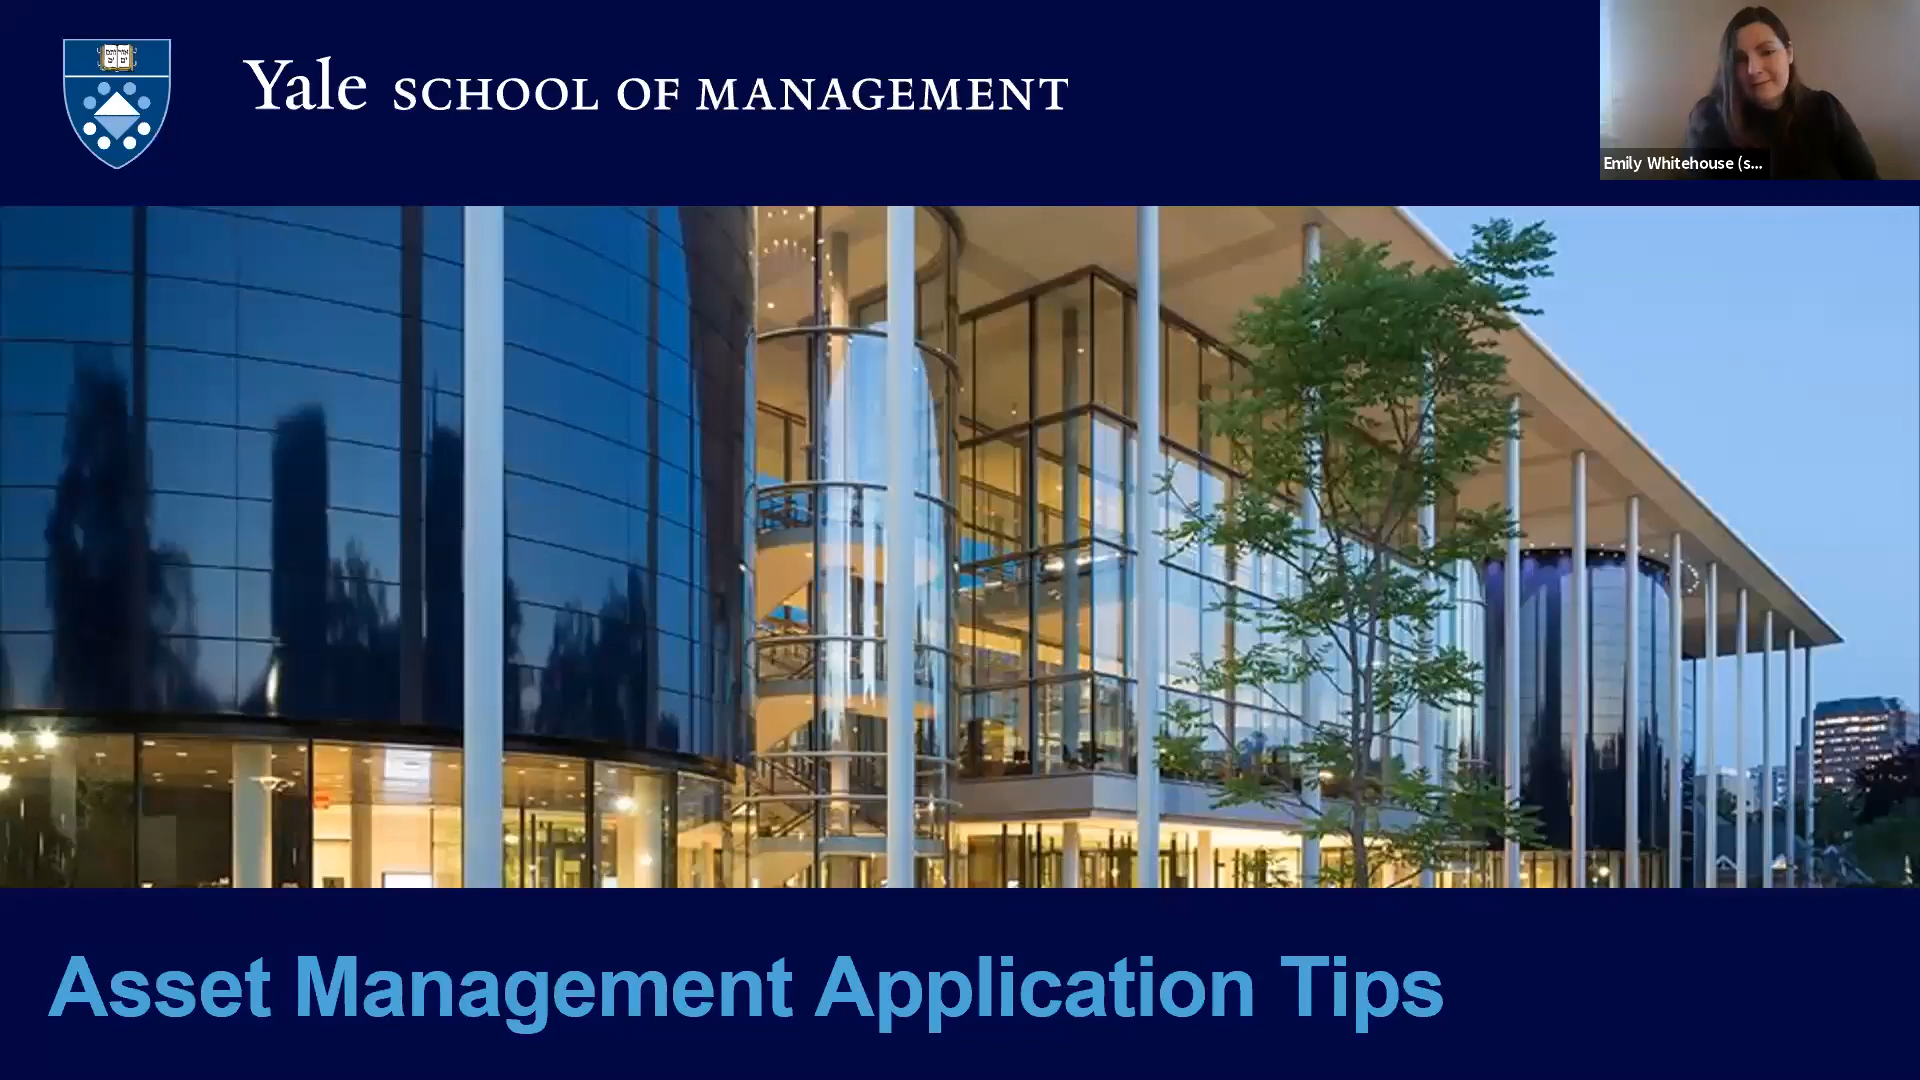 Yale SCHOOL OF MANAGEMENT
Emily Whitehouse (s...
Asset Management Application Tips